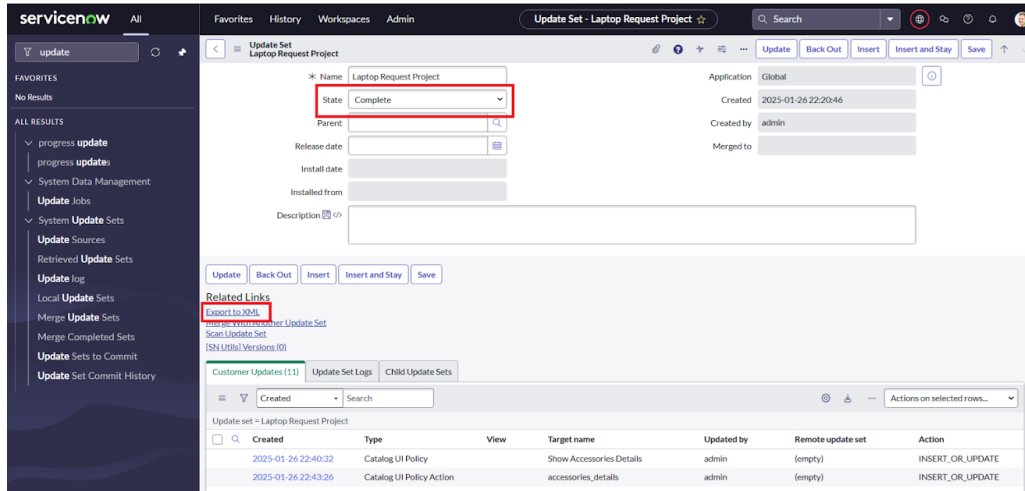 servicenow All Favorites History Workspaces Admin Update Set - Laptop Request Project Search
update
FAVORITES
No Results
ALL RESULTS
progress update
progress updates
System Data Management
Update Jobs
System Update Sets
Update Sources
Retrieved Update Sets
Update log
Local Update Sets
Merge Update Sets
Merge Completed Sets
Update Sets to Commit
Update Set Commit History
Update Set
Laptop Request Project
Update Back Out Insert Insert and Stay Save
Name Laptop Request Project
State Complete
Parent
Release date
Install date
Installed from
Description
Application Global
Created 2025-01-26 22:20:46
Created by admin
Merged to
Update Back Out Insert Insert and Stay Save
Related Links
Export to XML
Merge With Another Update Set
Scan Update Set
[SN Utils] Versions (0)
Customer Updates (11) Update Set Logs Child Update Sets
Created Search Actions on selected rows...
Update set = Laptop Request Project
Created Type View Target name Updated by Remote update set Action
2025-01-26 22:40:32 Catalog UI Policy Show Accessories Details admin (empty) INSERT_OR_UPDATE
2025-01-26 22:43:26 Catalog UI Policy Action accessories_details admin (empty) INSERT_OR_UPDATE